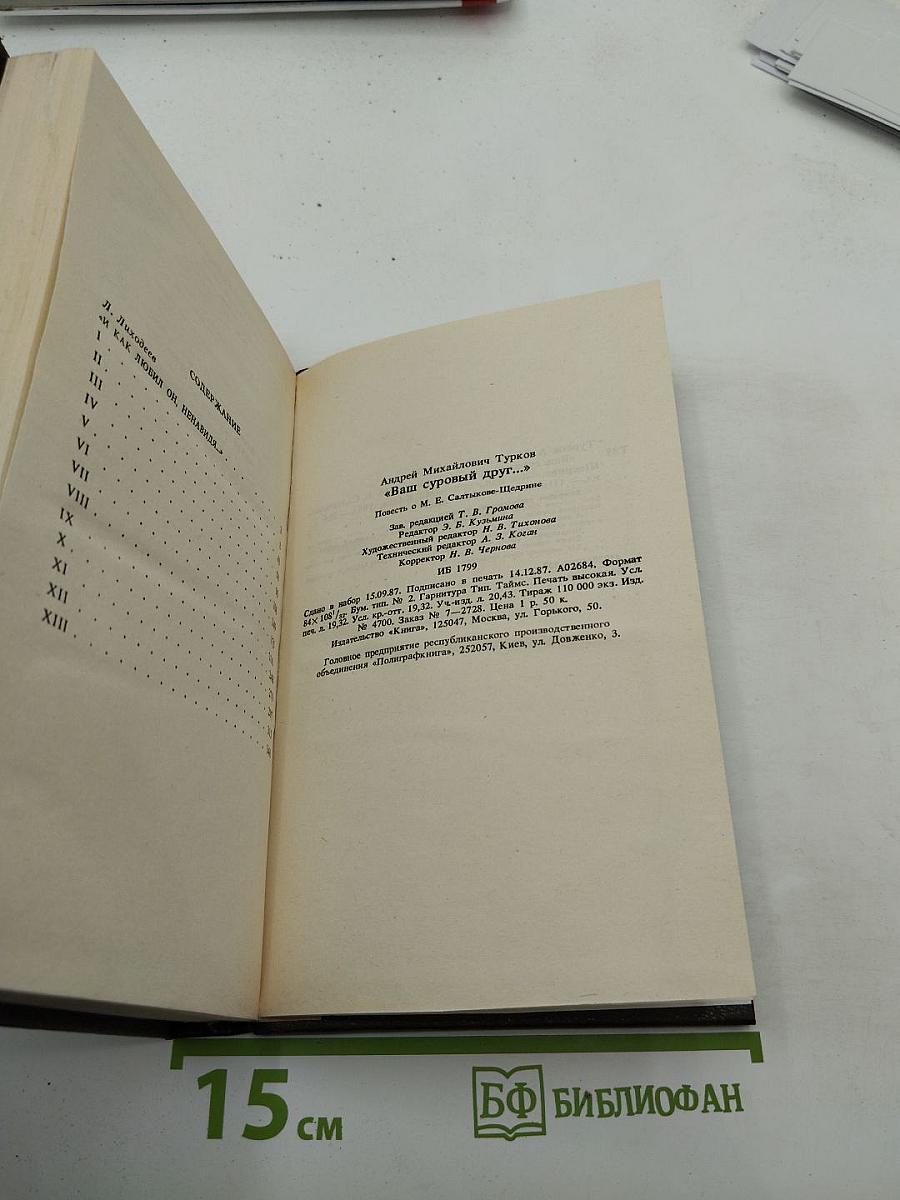 СОДЕРЖАНИЕ
Л. Лиходеев
«И КАК ЛЮБИЛ ОН, НЕНАВИДЯ...»
I
II
III
IV
V
VI
VII
VIII
IX
X
XI
XII
XIII
Андрей Михайлович Турков
«Ваш суровый друг...»
Повесть о М. Е. Салтыкове-Щедрине
Зав. редакцией Т. В. Громова
Редактор Э. Б. Кузьмина
Художественный редактор Н. В. Тихонова
Технический редактор А. З. Коган
Корректор Н. В. Чернова
ИБ 1799
Сдано в набор 15.09.87. Подписано в печать 14.12.87. А02684. Формат
84×108¹/₃₂. Бум. тип. № 2. Гарнитура Тип. Таймс. Печать высокая. Усл.
печ. л. 19,32. Усл. кр.-отт. 19,32. Уч.-изд. л. 20,43. Тираж 110 000 экз. Изд.
№ 4700. Заказ № 7—2728. Цена 1 р. 50 к.
Издательство «Книга», 125047, Москва, ул. Горького, 50.
Головное предприятие республиканского производственного
объединения «Полиграфкнига», 252057, Киев, ул. Довженко, 3.
15 см
БФ БИБЛИОФАН